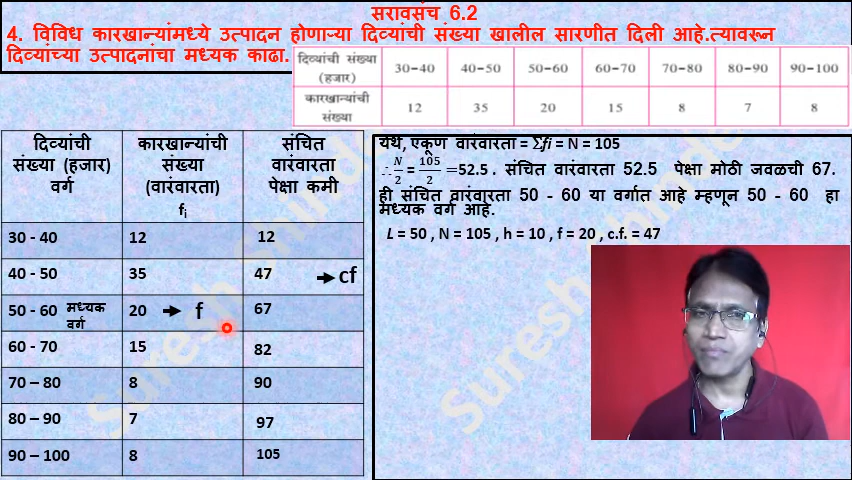 सरावसंच 6.2
4. विविध कारखान्यांमध्ये उत्पादन होणाऱ्या दिव्यांची संख्या खालील सारणीत दिली आहे.त्यावरून
दिव्यांच्या उत्पादनांचा मध्यक काढा.
दिव्यांची संख्या (हजार) 30–40 40–50 50–60 60–70 70–80 80–90 90–100
कारखान्यांची संख्या 12 35 20 15 8 7 8
दिव्यांची संख्या (हजार) वर्ग कारखान्यांची संख्या (वारंवारता) fi संचित वारंवारता पेक्षा कमी
30 - 40 12 12
40 - 50 35 47 → cf
50 - 60 मध्यक वर्ग 20 → f 67
60 - 70 15 82
70 – 80 8 90
80 – 90 7 97
90 – 100 8 105
येथे, एकूण वारंवारता = Σfi = N = 105
∴ N/2 = 105/2 = 52.5 . संचित वारंवारता 52.5 पेक्षा मोठी जवळची 67.
ही संचित वारंवारता 50 - 60 या वर्गात आहे म्हणून 50 - 60 हा
मध्यक वर्ग आहे.
L = 50 , N = 105 , h = 10 , f = 20 , c.f. = 47
Suresh Shinde